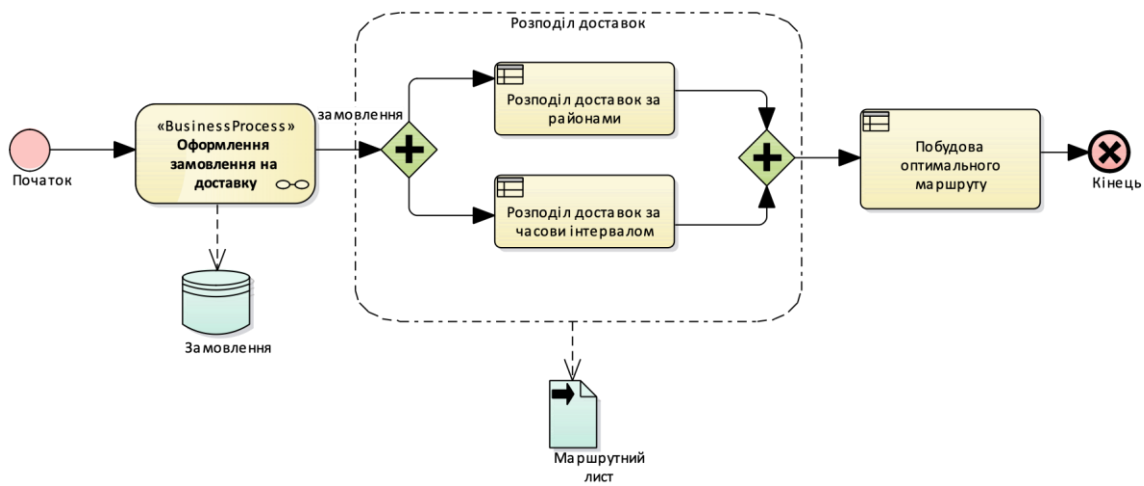 Розподіл доставок
Розподіл доставок за
районами
замовлення
«BusinessProcess»
Оформлення
замовлення на
доставку
Початок
Побудова
оптимального
маршруту
Кінець
Розподіл доставок за
часови інтервалом
Замовлення
Маршрутний
лист